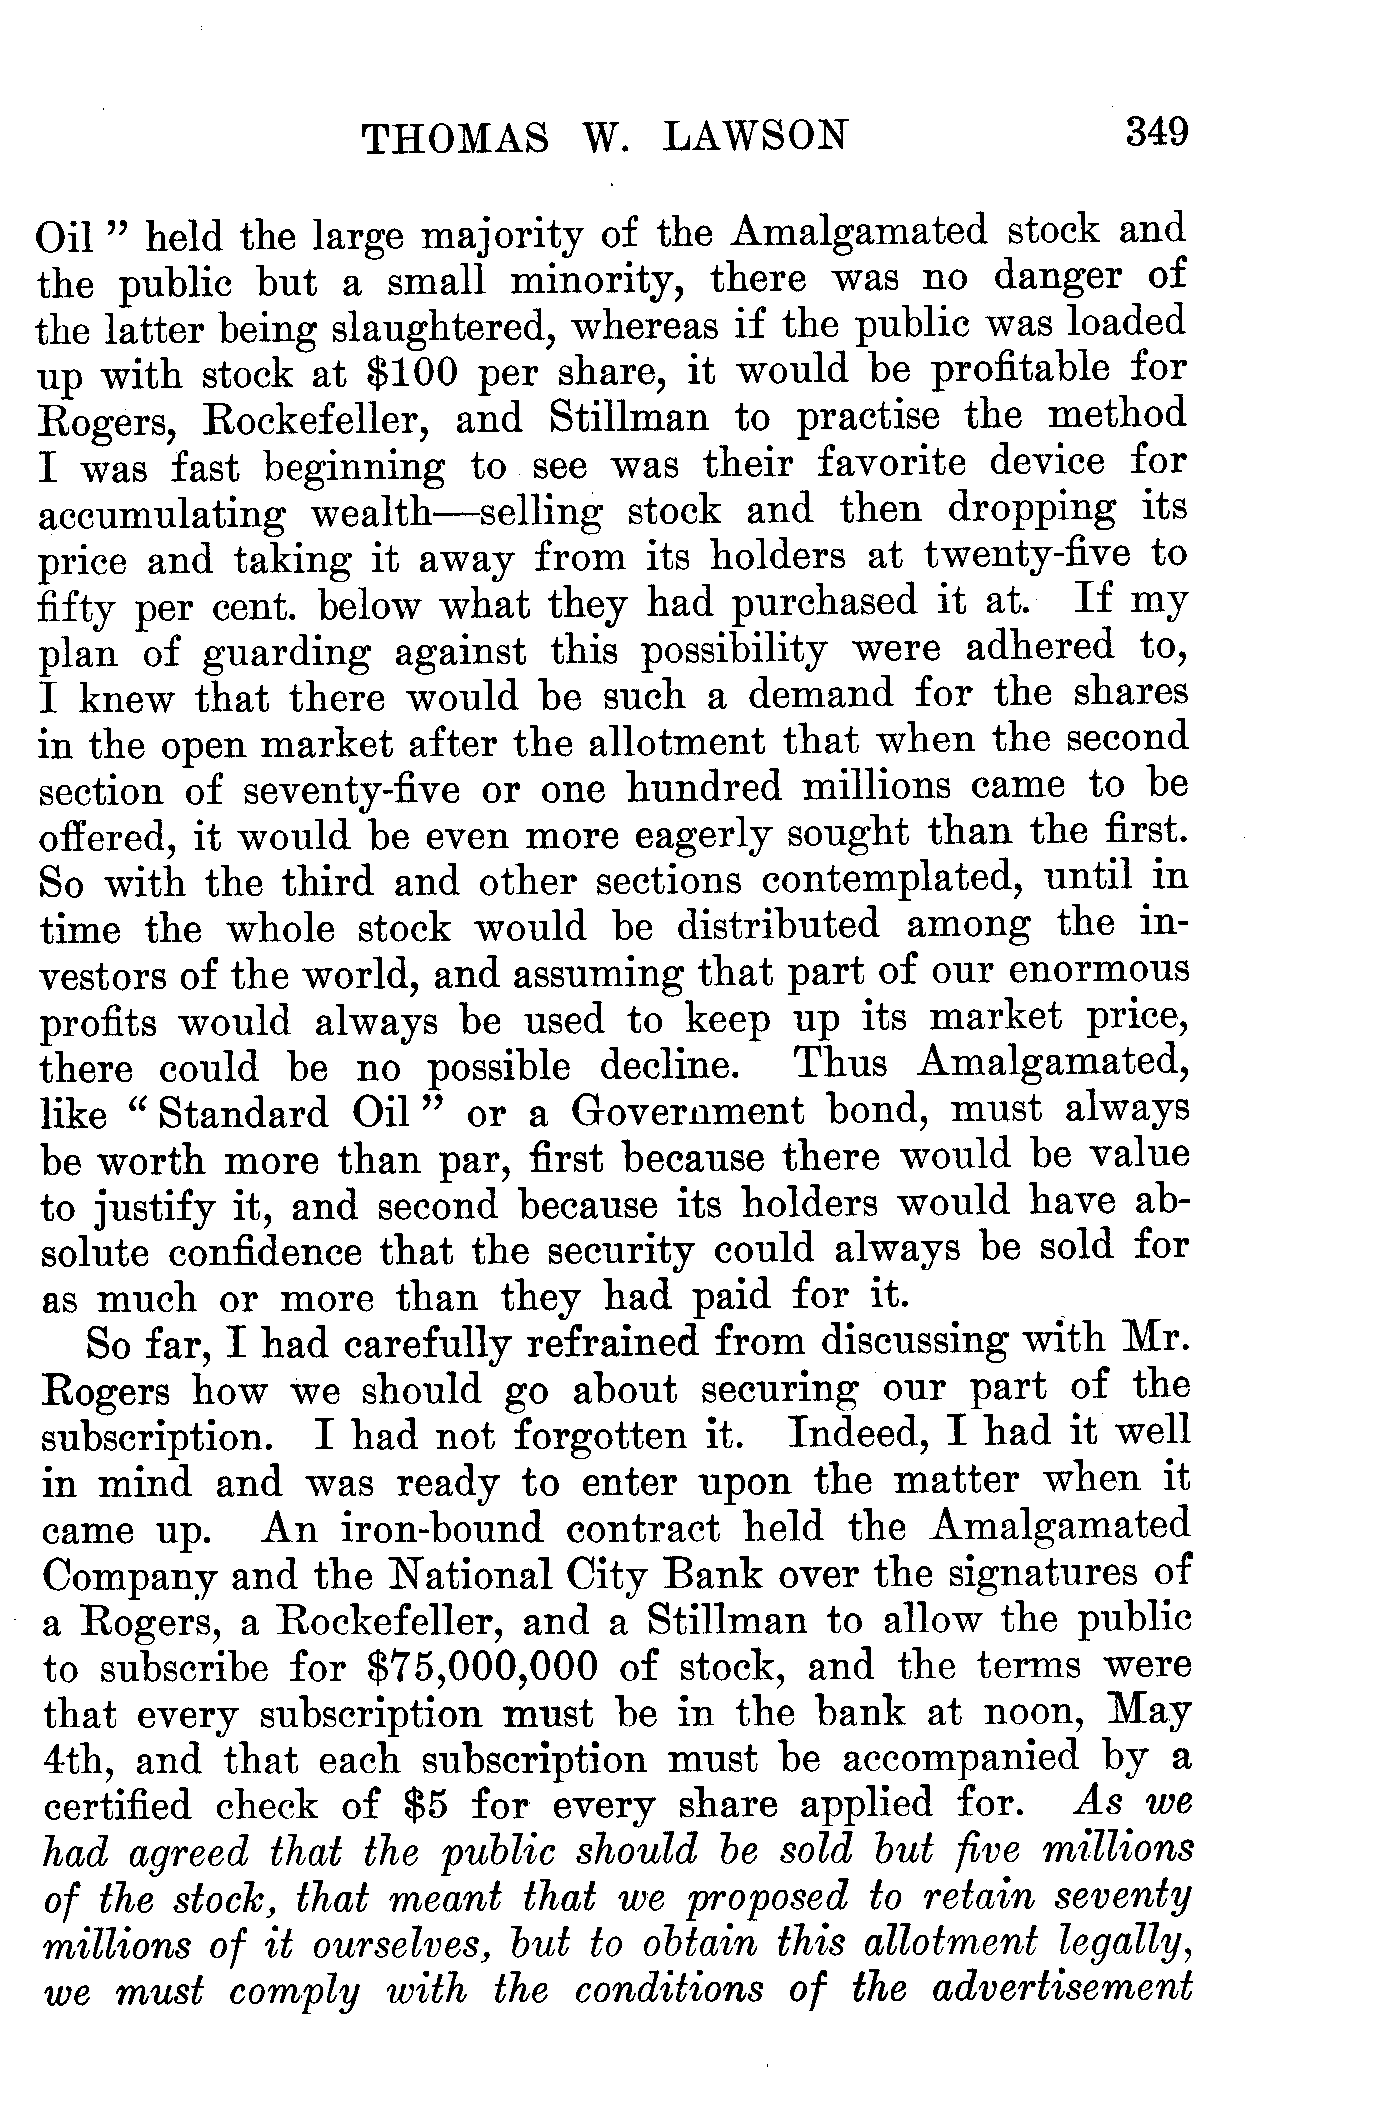 THOMAS W. LAWSON 349
Oil" held the large majority of the Amalgamated stock and
the public but a small minority, there was no danger of
the latter being slaughtered, whereas if the public was loaded
up with stock at $100 per share, it would be profitable for
Rogers, Rockefeller, and Stillman to practise the method
I was fast beginning to see was their favorite device for
accumulating wealth—selling stock and then dropping its
price and taking it away from its holders at twenty-five to
fifty per cent. below what they had purchased it at. If my
plan of guarding against this possibility were adhered to,
I knew that there would be such a demand for the shares
in the open market after the allotment that when the second
section of seventy-five or one hundred millions came to be
offered, it would be even more eagerly sought than the first.
So with the third and other sections contemplated, until in
time the whole stock would be distributed among the in-
vestors of the world, and assuming that part of our enormous
profits would always be used to keep up its market price,
there could be no possible decline. Thus Amalgamated,
like "Standard Oil" or a Government bond, must always
be worth more than par, first because there would be value
to justify it, and second because its holders would have ab-
solute confidence that the security could always be sold for
as much or more than they had paid for it.
So far, I had carefully refrained from discussing with Mr.
Rogers how we should go about securing our part of the
subscription. I had not forgotten it. Indeed, I had it well
in mind and was ready to enter upon the matter when it
came up. An iron-bound contract held the Amalgamated
Company and the National City Bank over the signatures of
a Rogers, a Rockefeller, and a Stillman to allow the public
to subscribe for $75,000,000 of stock, and the terms were
that every subscription must be in the bank at noon, May
4th, and that each subscription must be accompanied by a
certified check of $5 for every share applied for. As we
had agreed that the public should be sold but five millions
of the stock, that meant that we proposed to retain seventy
millions of it ourselves, but to obtain this allotment legally,
we must comply with the conditions of the advertisement